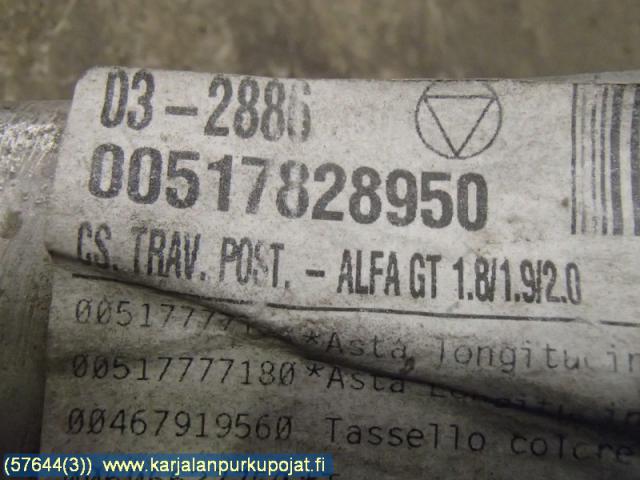 03-2886
00517828950
CS. TRAV. POST. - ALFA GT 1.8/1.9/2.0
*Asta
00517777180*Asta
00467919560 Tassello
(57644(3)) www.karjalanpurkupojat.fi